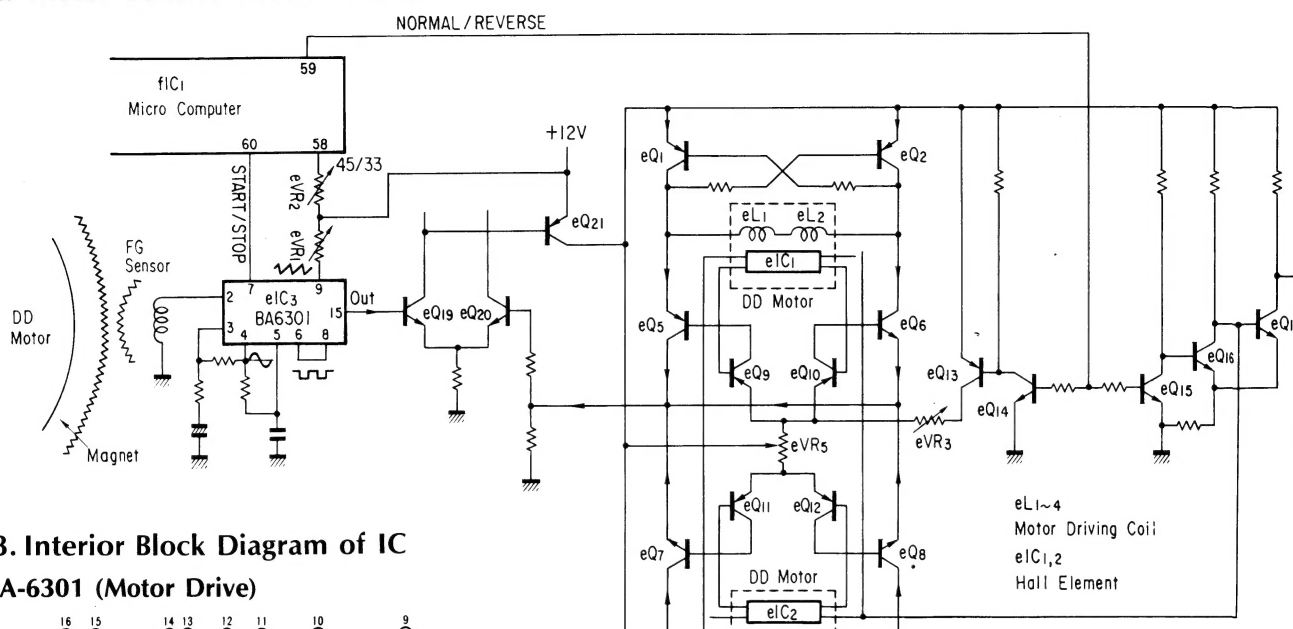 NORMAL/REVERSE
59
fIC1
Micro Computer
60
58
+12V
45/33
eVR2
START/STOP
eVR1
eQ21
eQ1
eQ2
eL1 eL2
eIC1
DD Motor
FG
Sensor
DD
Motor
7
9
2
eIC3
BA6301
15
Out
3
4
5
6
8
eQ19
eQ20
eQ5
eQ6
eQ9
eQ10
eQ13
eQ14
eQ15
eQ16
eVR3
eVR5
Magnet
eQ11
eQ12
eQ7
eQ8
eL1~4
Motor Driving Coil
eIC1,2
Hall Element
DD Motor
eIC2
3. Interior Block Diagram of IC
A-6301 (Motor Drive)
16 15 14 13 12 11 10 9